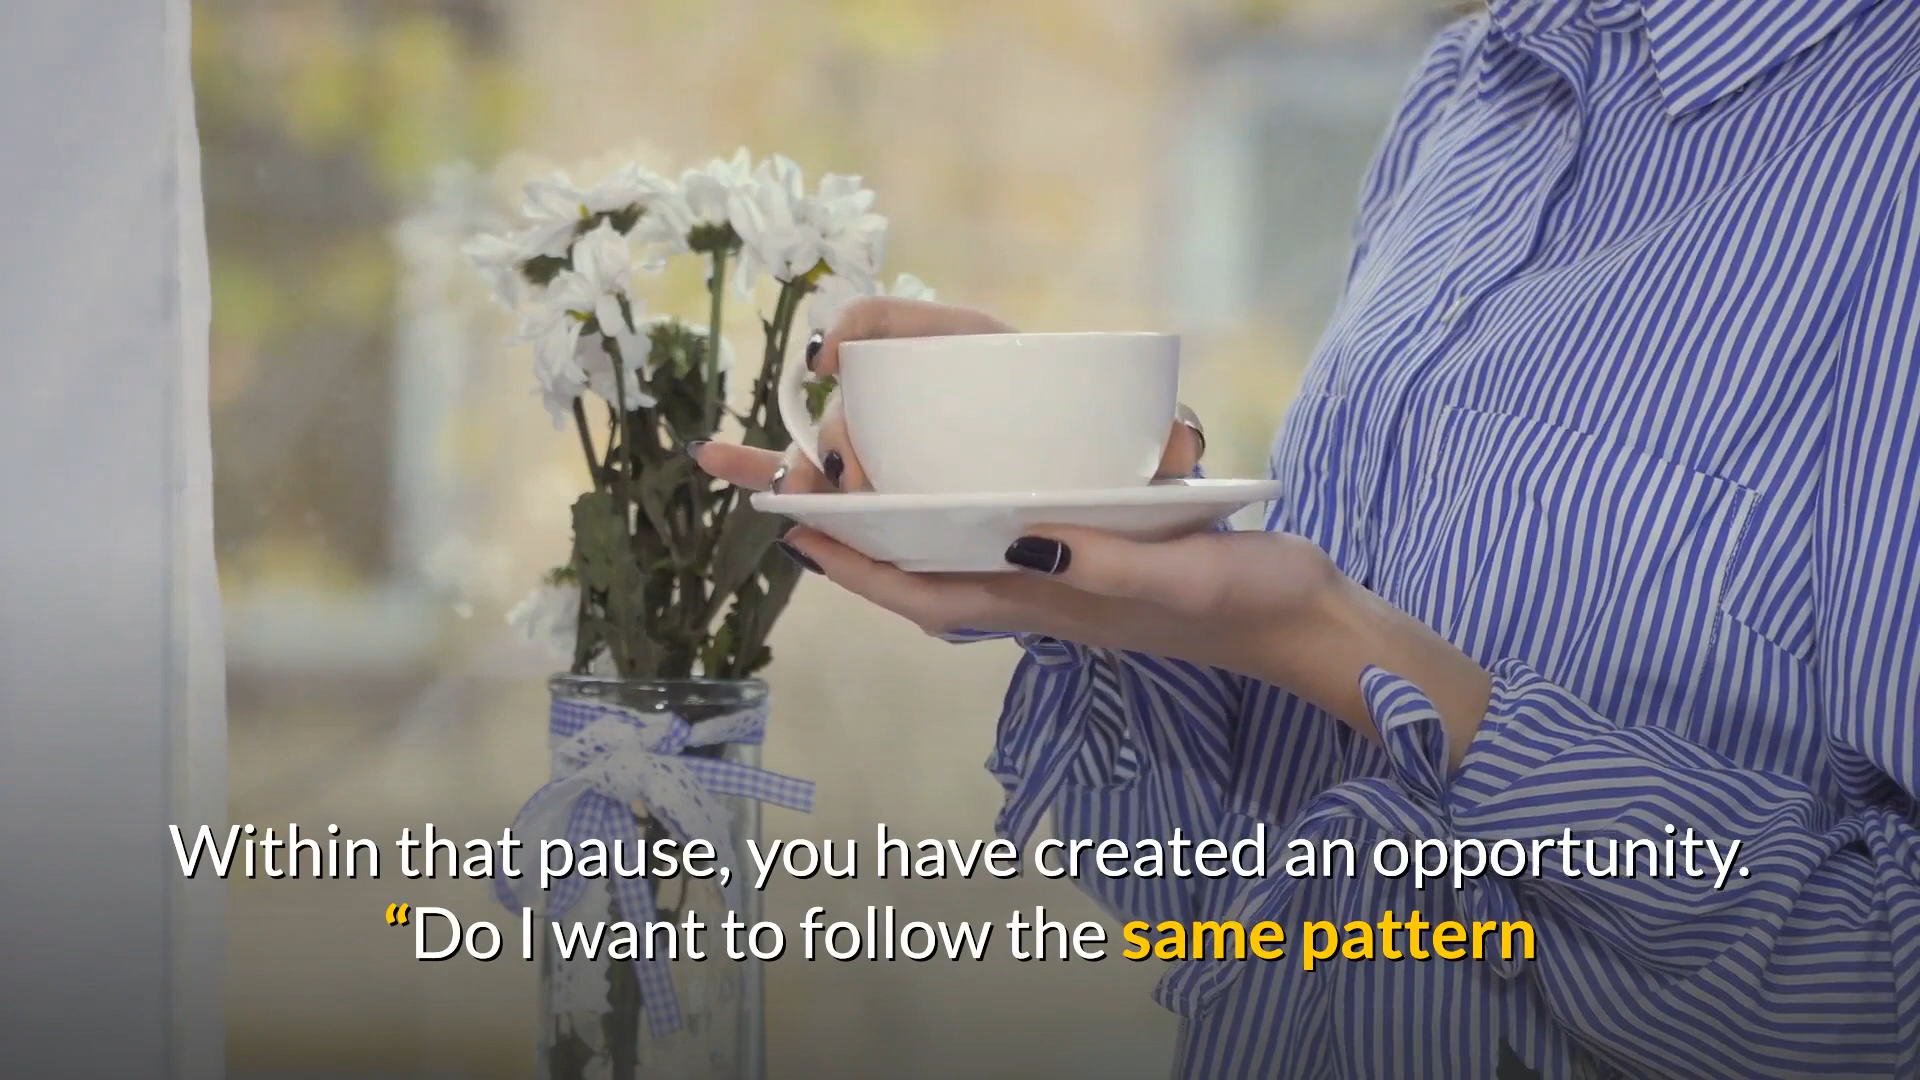 Within that pause, you have created an opportunity.
“Do I want to follow the same pattern